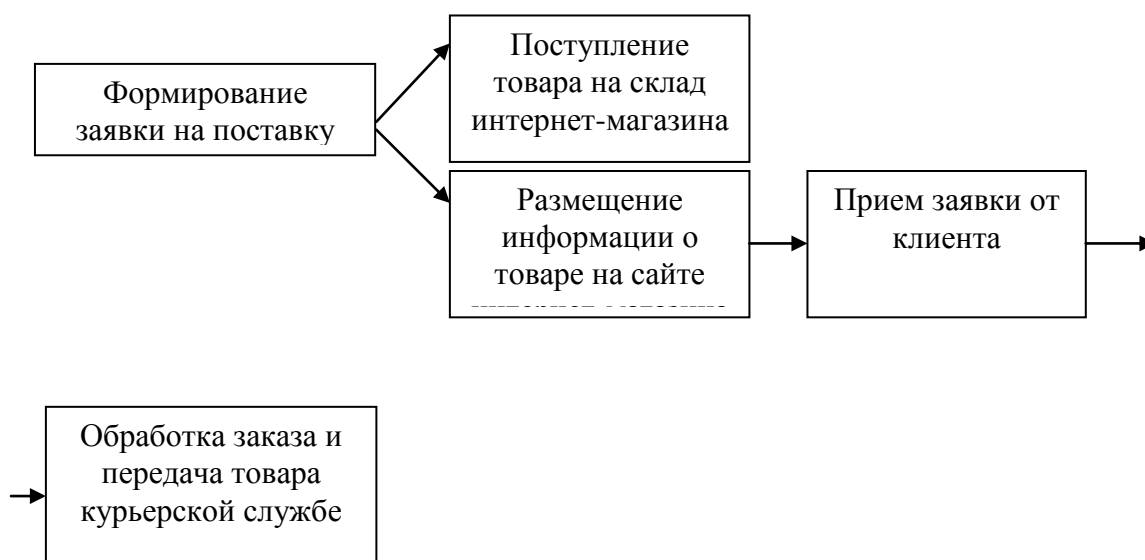 Поступление
товара на склад
интернет-магазина
Формирование
заявки на поставку
Размещение
информации о
товаре на сайте
Прием заявки от
клиента
Обработка заказа и
передача товара
курьерской службе